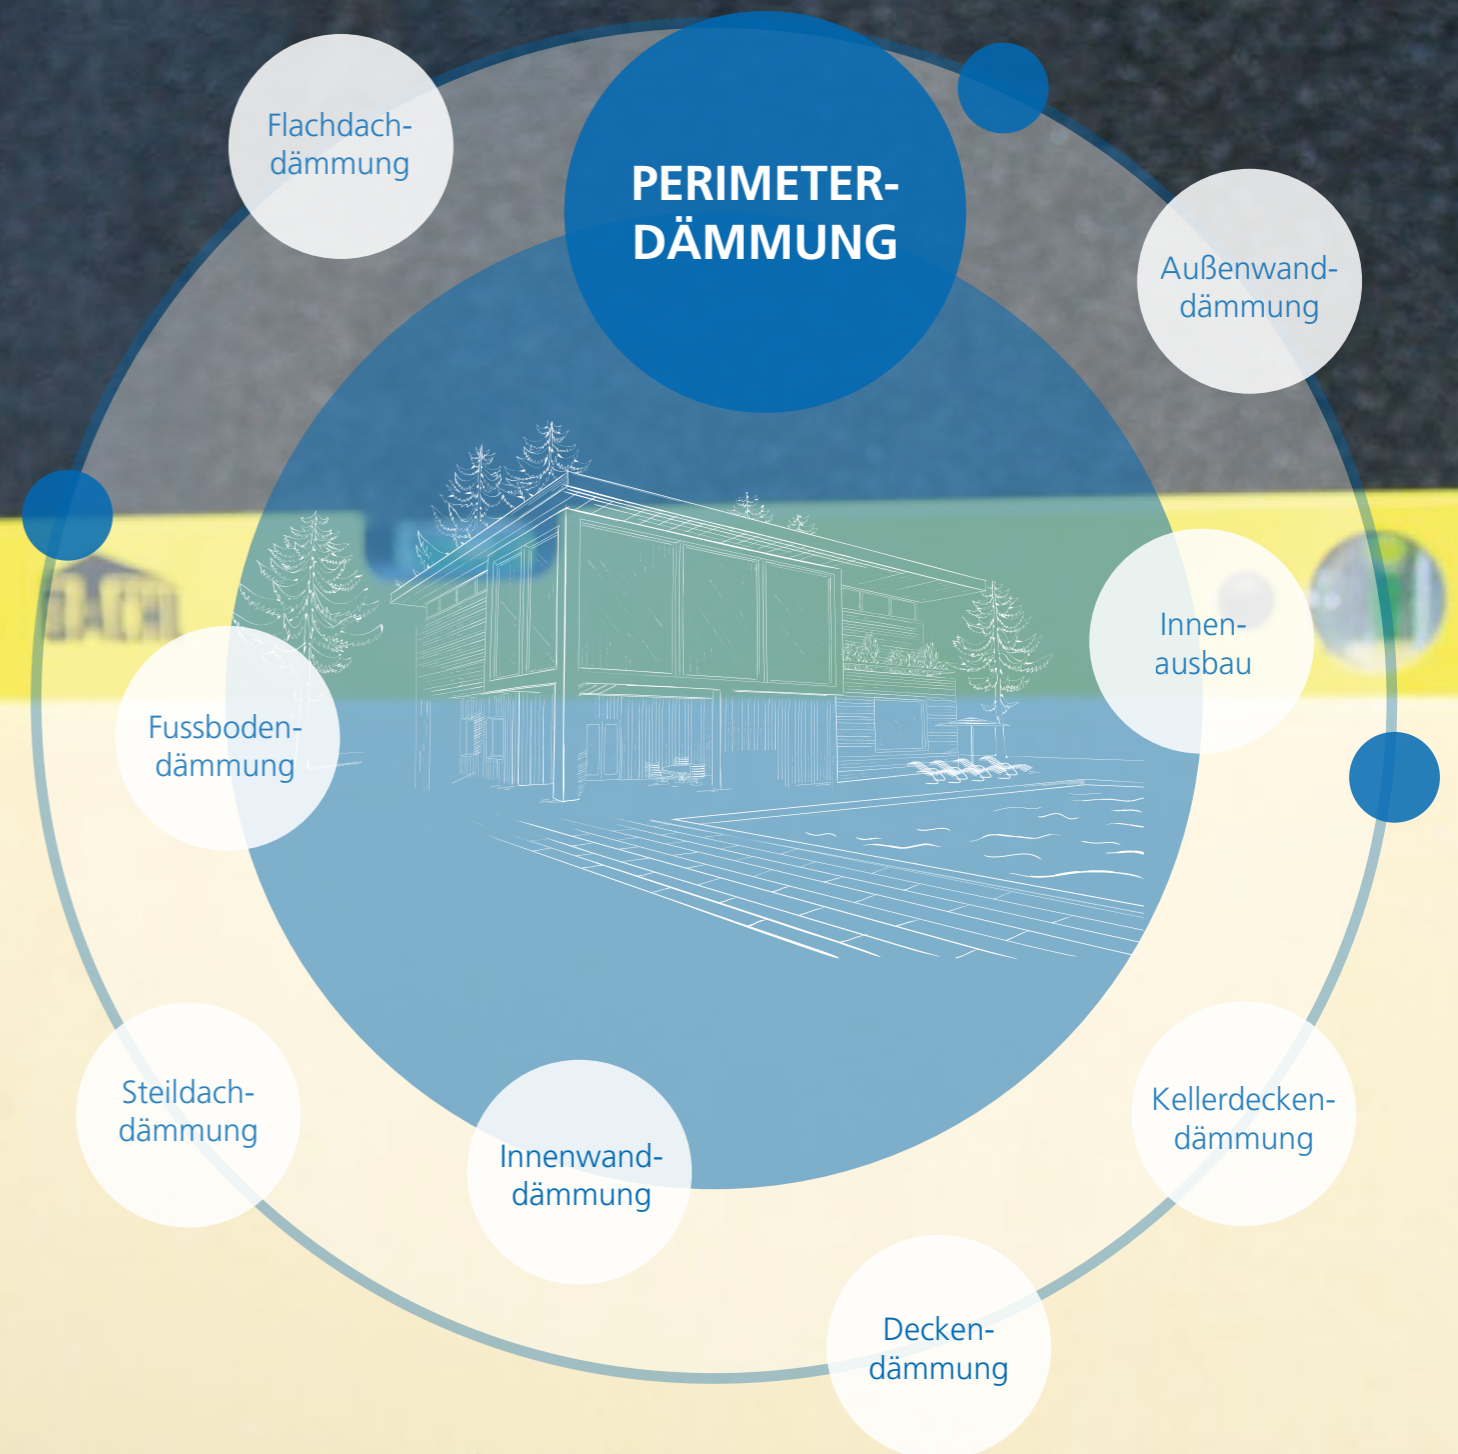 Flachdach-
dämmung
PERIMETER-
DÄMMUNG
Außenwand-
dämmung
Innen-
ausbau
Fussboden-
dämmung
Steildach-
dämmung
Innenwand-
dämmung
Kellerdecken-
dämmung
Decken-
dämmung